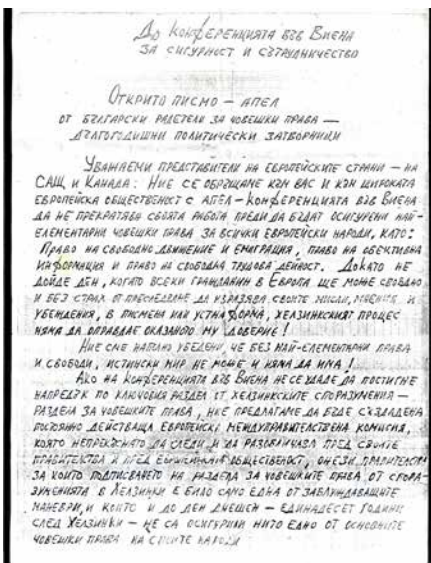 До конференцията във Виена
за сигурност и сътрудничество
Открито писмо – апел
от български радетели за човешки права –
дългогодишни политически затворници
Уважаеми представители на европейските страни – на
САЩ и Канада: Ние се обръщаме към вас и към широката
европейска общественост с апел – конференцията във Виена
да не прекратява своята работа преди да бъдат осигурени най-
елементарни човешки права за всички европейски народи, като:
Право на свободно движение и емиграция, право на обективна
информация и право на свободна трудова дейност. Докато не
дойде ден, когато всеки гражданин в Европа ще може свободно
и без страх от преследване да изразява своите мисли, мнения и
убеждения, в писмена или устна форма, Хелзинкският процес
няма да оправдае оказаното му доверие!
Ние сме напълно убедени, че без най-елементарни права
и свободи, истински мир не може и няма да има!
Ако на конференцията във Виена не се удаде да постигне
напредък по ключовия раздел от Хелзинкските споразумения –
раздела за човешките права, ние предлагаме да бъде създадена
постоянно действаща европейска междуправителствена комисия,
която непрекъснато да следи и да разобличава пред своите
правителства и пред европейската общественост, онези правителства
за които подписването на раздела за човешките права от спора-
зуменията в Хелзинки е било само една от заблуждаващите
маневри, и които и до ден днешен – единадесет години
след Хелзинки – не са осигурили нито едно от основните
човешки права на своите народи